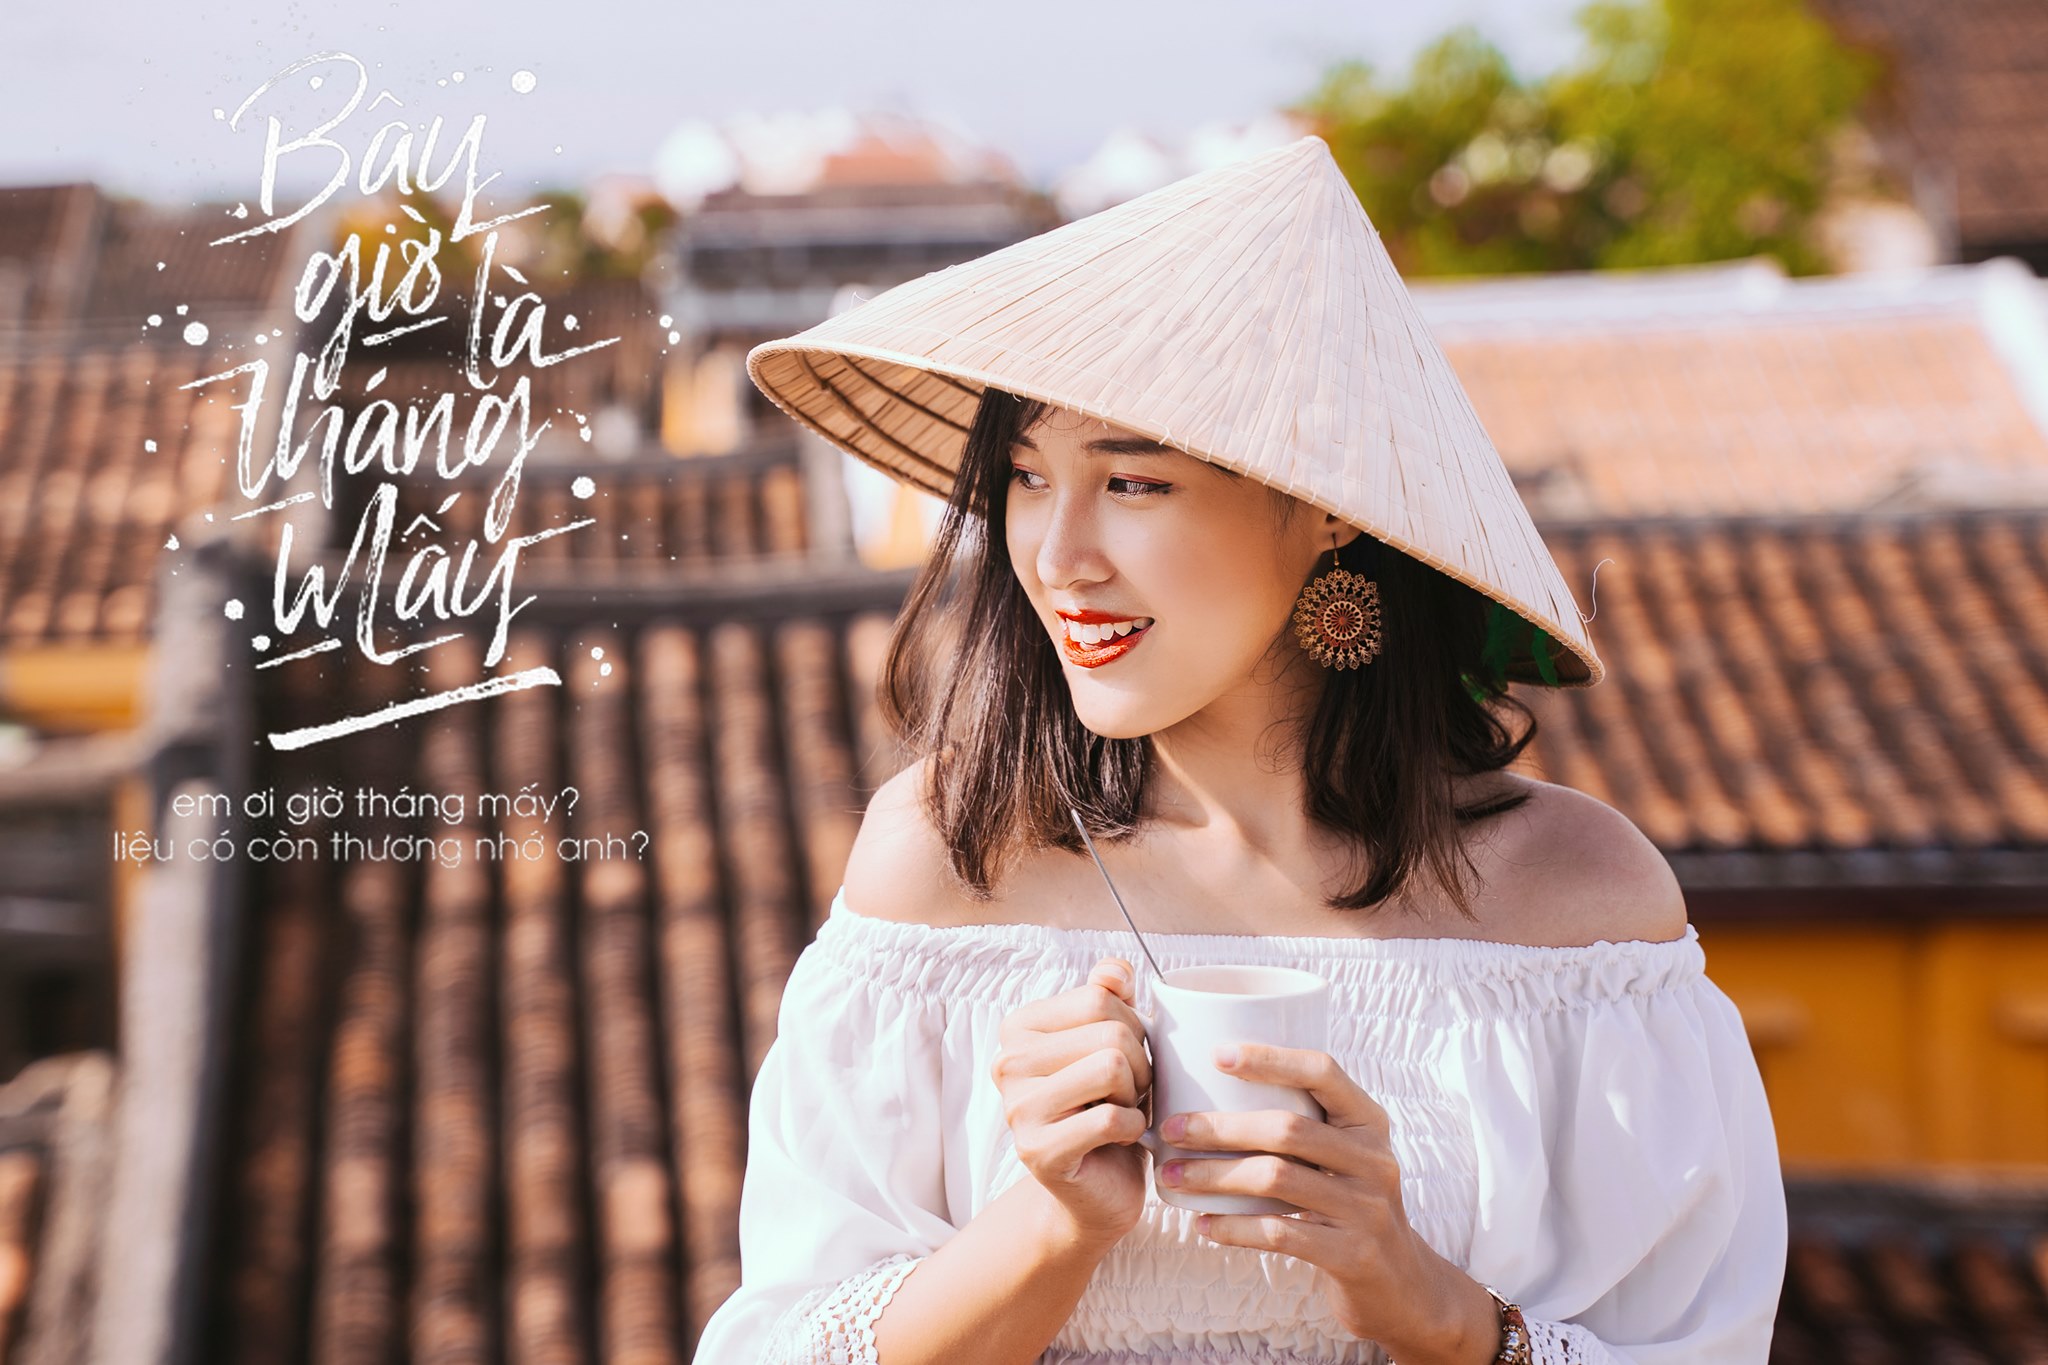 Bây
giờ là
tháng
Mấy
em ơi giờ tháng mấy?
liệu có còn thương nhớ anh?